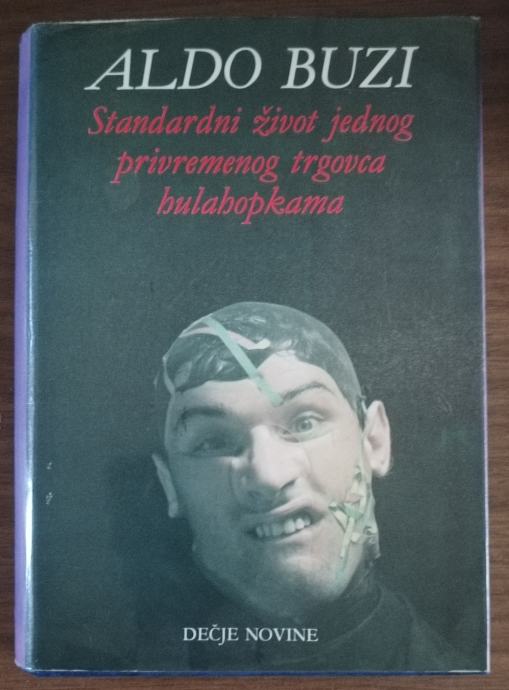 ALDO BUZI
Standardni život jednog
privremenog trgovca
hulahopkama
DEČJE NOVINE